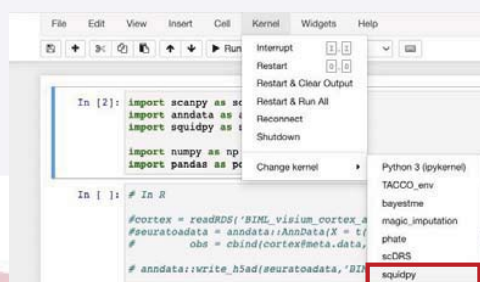 File Edit View Insert Cell Kernel Widgets Help
Run
Interrupt I, I
Restart 0, 0
Restart & Clear Output
Restart & Run All
Reconnect
Shutdown
Change kernel
Python 3 (ipykernel)
TACCO_env
bayestme
magic_imputation
phate
scDRS
squidpy
In [2]: import scanpy as sc
import anndata as a
import squidpy as s
import numpy as np
import pandas as pd
In [ ]: # In R
#cortex = readRDS('BIML_visium_cortex_a
#seuratoadata = anndata::AnnData(X = t(
# obs = cbind(cortex@meta.data,
# anndata::write_h5ad(seuratoadata,'BIM